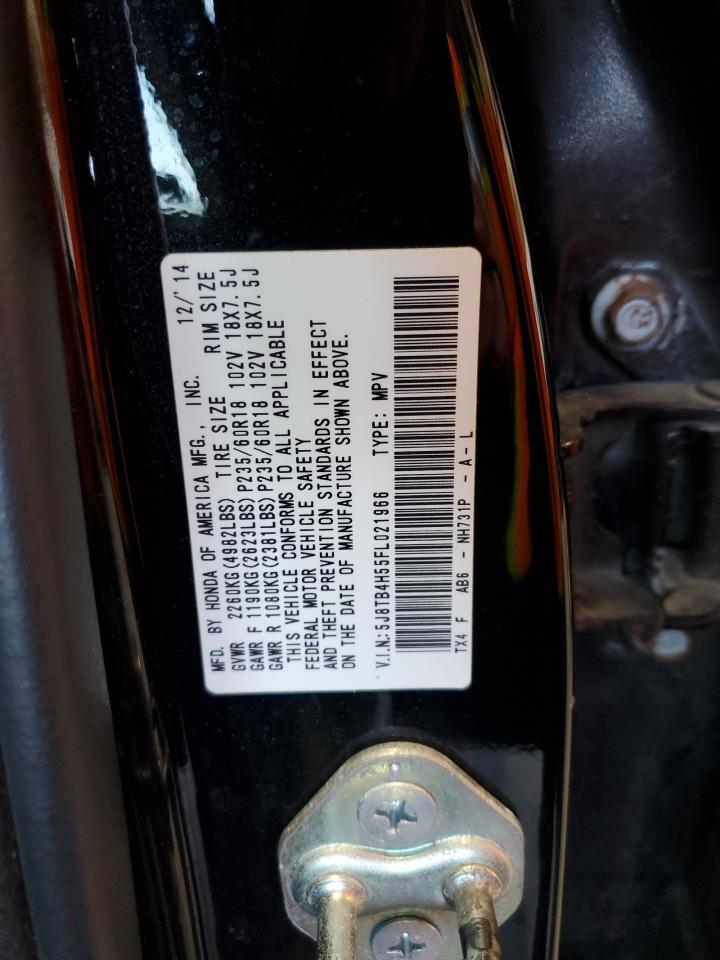 MFD. BY HONDA OF AMERICA MFG., INC. 12/'14
GVWR 2260KG(4982LBS) TIRE SIZE RIM SIZE
GAWR F 1190KG(2623LBS) P235/60R18 102V 18X7.5J
GAWR R 1080KG(2381LBS) P235/60R18 102V 18X7.5J
THIS VEHICLE CONFORMS TO ALL APPLICABLE
FEDERAL MOTOR VEHICLE SAFETY
AND THEFT PREVENTION STANDARDS IN EFFECT
ON THE DATE OF MANUFACTURE SHOWN ABOVE.
V.I.N.: 5J8TB4H55FL021966 TYPE: MPV
TX4 F AB6 - NH731P - A - L